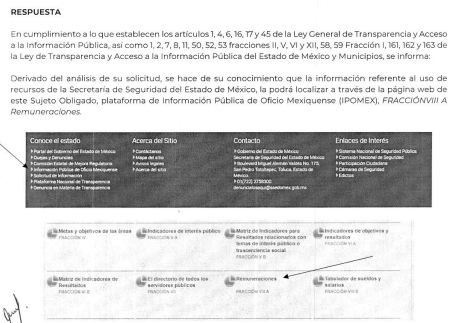 RESPUESTA
En cumplimiento a lo que establecen los artículos 1, 4, 6, 16, 17 y 45 de la Ley General de Transparencia y Acceso
a la Información Pública, así como 1, 2, 7, 8, 11, 50, 52, 53 fracciones II, V, VI y XII, 58, 59 Fracción I, 161, 162 y 163 de
la Ley de Transparencia y Acceso a la Información Pública del Estado de México y Municipios, se informa:
Derivado del análisis de su solicitud, se hace de su conocimiento que la información referente al uso de
recursos de la Secretaría de Seguridad del Estado de México, la podrá localizar a través de la página web de
este Sujeto Obligado, plataforma de Información Pública de Oficio Mexiquense (IPOMEX), FRACCIÓNVIII A
Remuneraciones.
Conoce el estado
Portal del Gobierno del Estado de México
Quejas y Denuncias
Comisión Estatal de Mejora Regulatoria
Información Pública de Oficio Mexiquense
Solicitud de Información
Plataforma Nacional de Transparencia
Denuncia en Materia de Transparencia
Acerca del Sitio
Contáctanos
Mapa del sitio
Avisos legales
Acerca del sitio
Contacto
Gobierno del Estado de México
Secretaría de Seguridad del Estado de México
Boulevard Miguel Alemán Valdés No. 175,
San Pedro Totoltepec, Toluca, Estado de
México.
01(722) 2758300
Enlaces de Interés
Sistema Nacional de Seguridad Pública
Comisión Nacional de Seguridad
Participación Ciudadana
Cámaras de Seguridad
Edictos
Metas y objetivos de las áreas
FRACCIÓN IV
Indicadores de interés público
FRACCIÓN V A
Matriz de Indicadores para
Resultados relacionados con
temas de interés público o
trascendencia social
FRACCIÓN V B
Indicadores de objetivos y
resultados
FRACCIÓN VI A
Matriz de Indicadores de
Resultados
FRACCIÓN VI B
El directorio de todos los
servidores públicos
FRACCIÓN VII
Remuneraciones
FRACCIÓN VIII A
Tabulador de sueldos y
salarios
FRACCIÓN VIII B